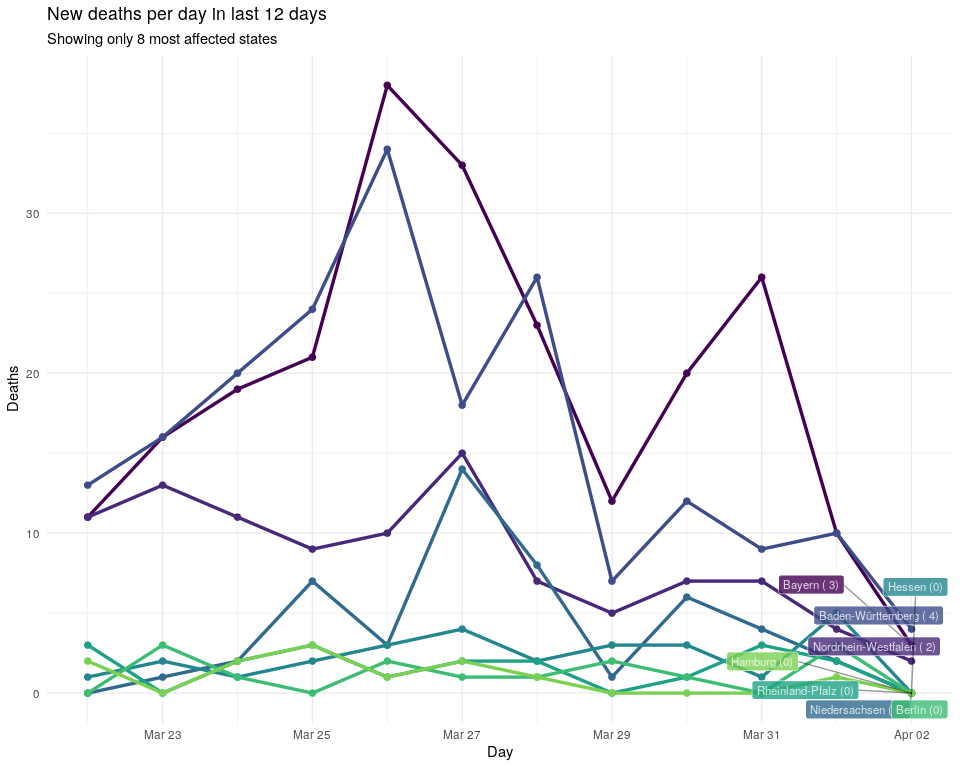 New deaths per day in last 12 days
Showing only 8 most affected states
Deaths
30
20
10
0
Bayern ( 3)
Hessen (0)
Baden-Württemberg ( 4)
Nordrhein-Westfalen ( 2)
Hamburg (0)
Rheinland-Pfalz (0)
Niedersachsen (
Berlin (0)
Mar 23
Mar 25
Mar 27
Mar 29
Mar 31
Apr 02
Day